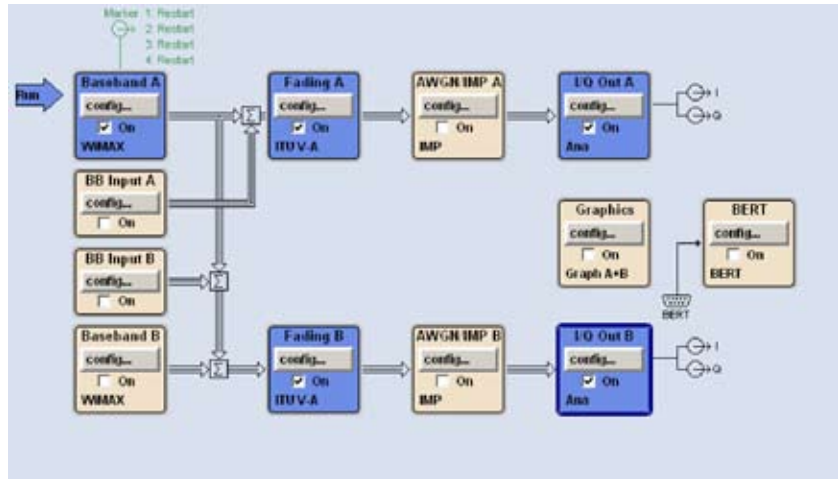 Marker 1: Restart
2: Restart
3: Restart
4: Restart
Run
Baseband A
config...
On
WiMAX
Fading A
config...
On
ITU V-A
AWGN/IMP A
config...
On
IMP
I/Q Out A
config...
On
Ana
I
Q
BB Input A
config...
On
Graphics
config...
On
Graph A+B
BERT
config...
On
BERT
BB Input B
config...
On
BERT
Baseband B
config...
On
WiMAX
Fading B
config...
On
ITU V-A
AWGN/IMP B
config...
On
IMP
I/Q Out B
config...
On
Ana
I
Q